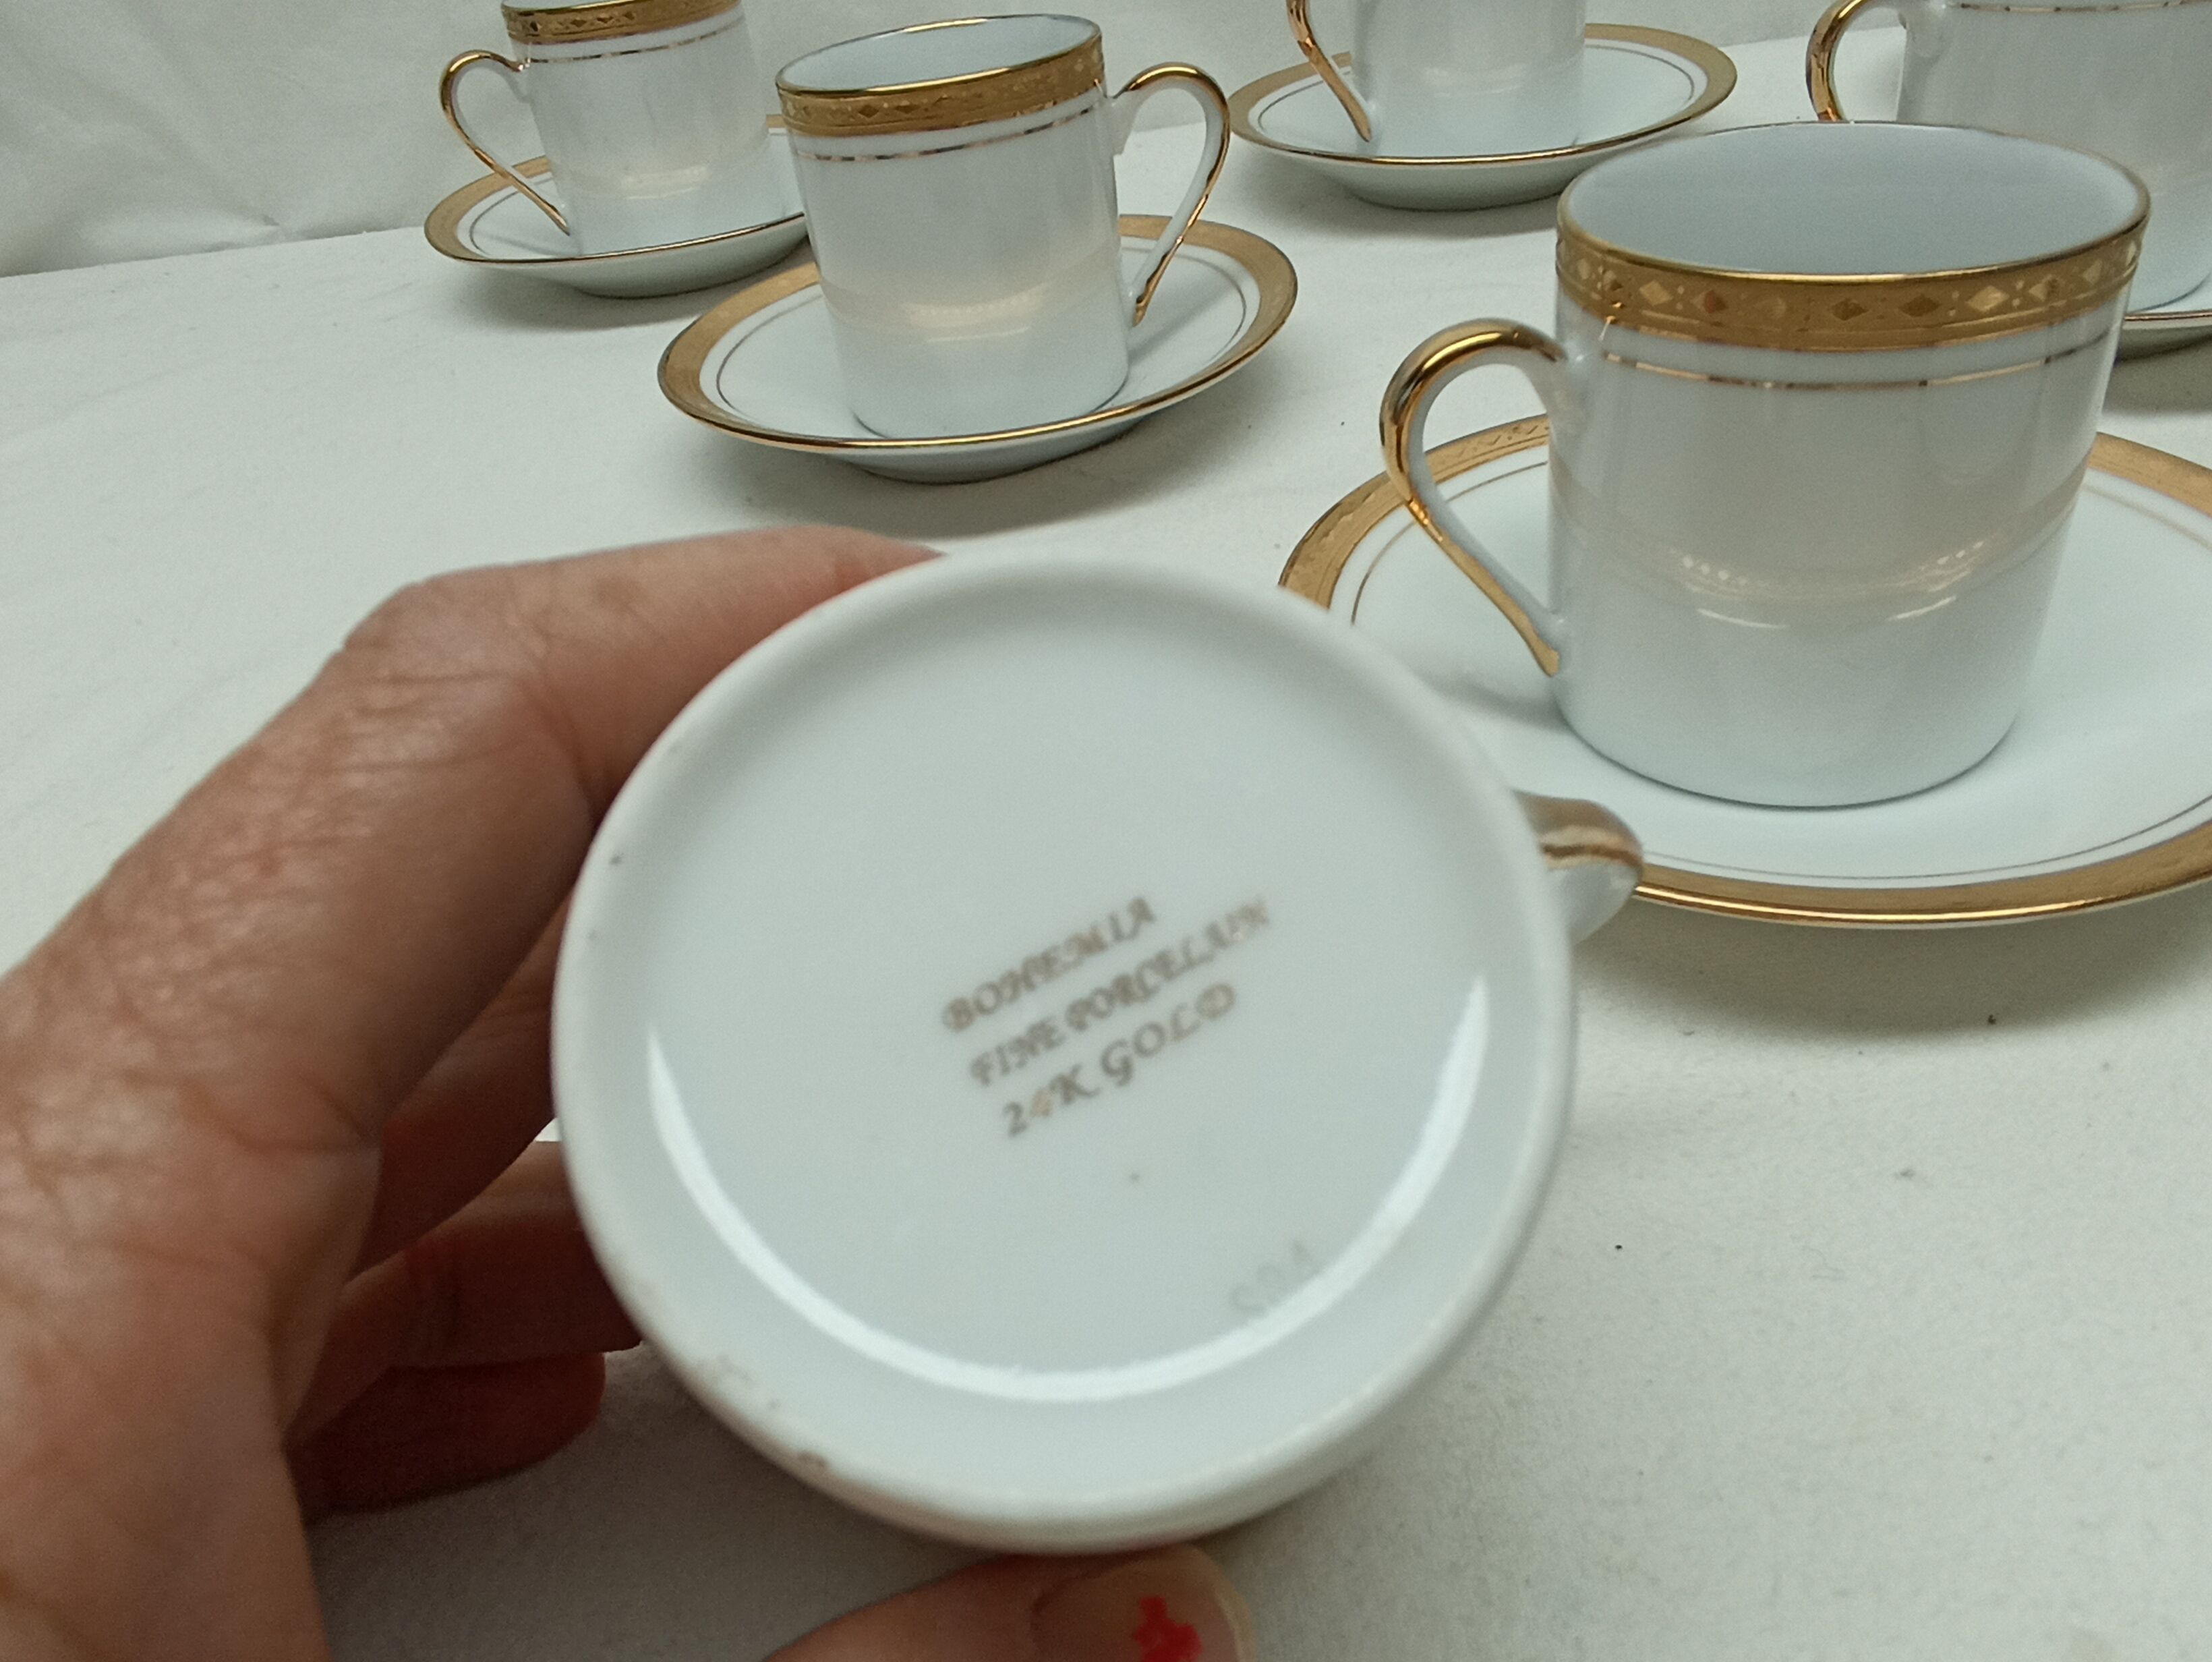 BOHEMIA
FINE PORCELAIN
24K GOLD